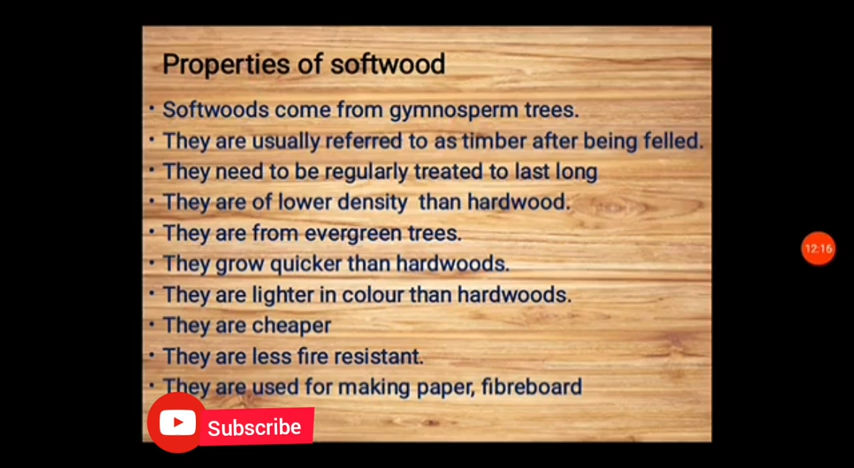 Properties of softwood
• Softwoods come from gymnosperm trees.
• They are usually referred to as timber after being felled.
• They need to be regularly treated to last long
• They are of lower density than hardwood.
• They are from evergreen trees.
• They grow quicker than hardwoods.
• They are lighter in colour than hardwoods.
• They are cheaper
• They are less fire resistant.
• They are used for making paper, fibreboard
Subscribe
12:16